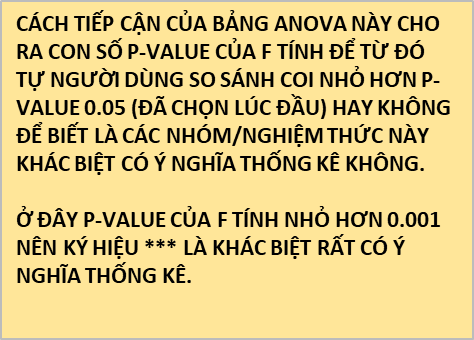 CÁCH TIẾP CẬN CỦA BẢNG ANOVA NÀY CHO
RA CON SỐ P-VALUE CỦA F TÍNH ĐỂ TỪ ĐÓ
TỰ NGƯỜI DÙNG SO SÁNH COI NHỎ HƠN P-
VALUE 0.05 (ĐÃ CHỌN LÚC ĐẦU) HAY KHÔNG
ĐỂ BIẾT LÀ CÁC NHÓM/NGHIỆM THỨC NÀY
KHÁC BIỆT CÓ Ý NGHĨA THỐNG KÊ KHÔNG.
Ở ĐÂY P-VALUE CỦA F TÍNH NHỎ HƠN 0.001
NÊN KÝ HIỆU *** LÀ KHÁC BIỆT RẤT CÓ Ý
NGHĨA THỐNG KÊ.